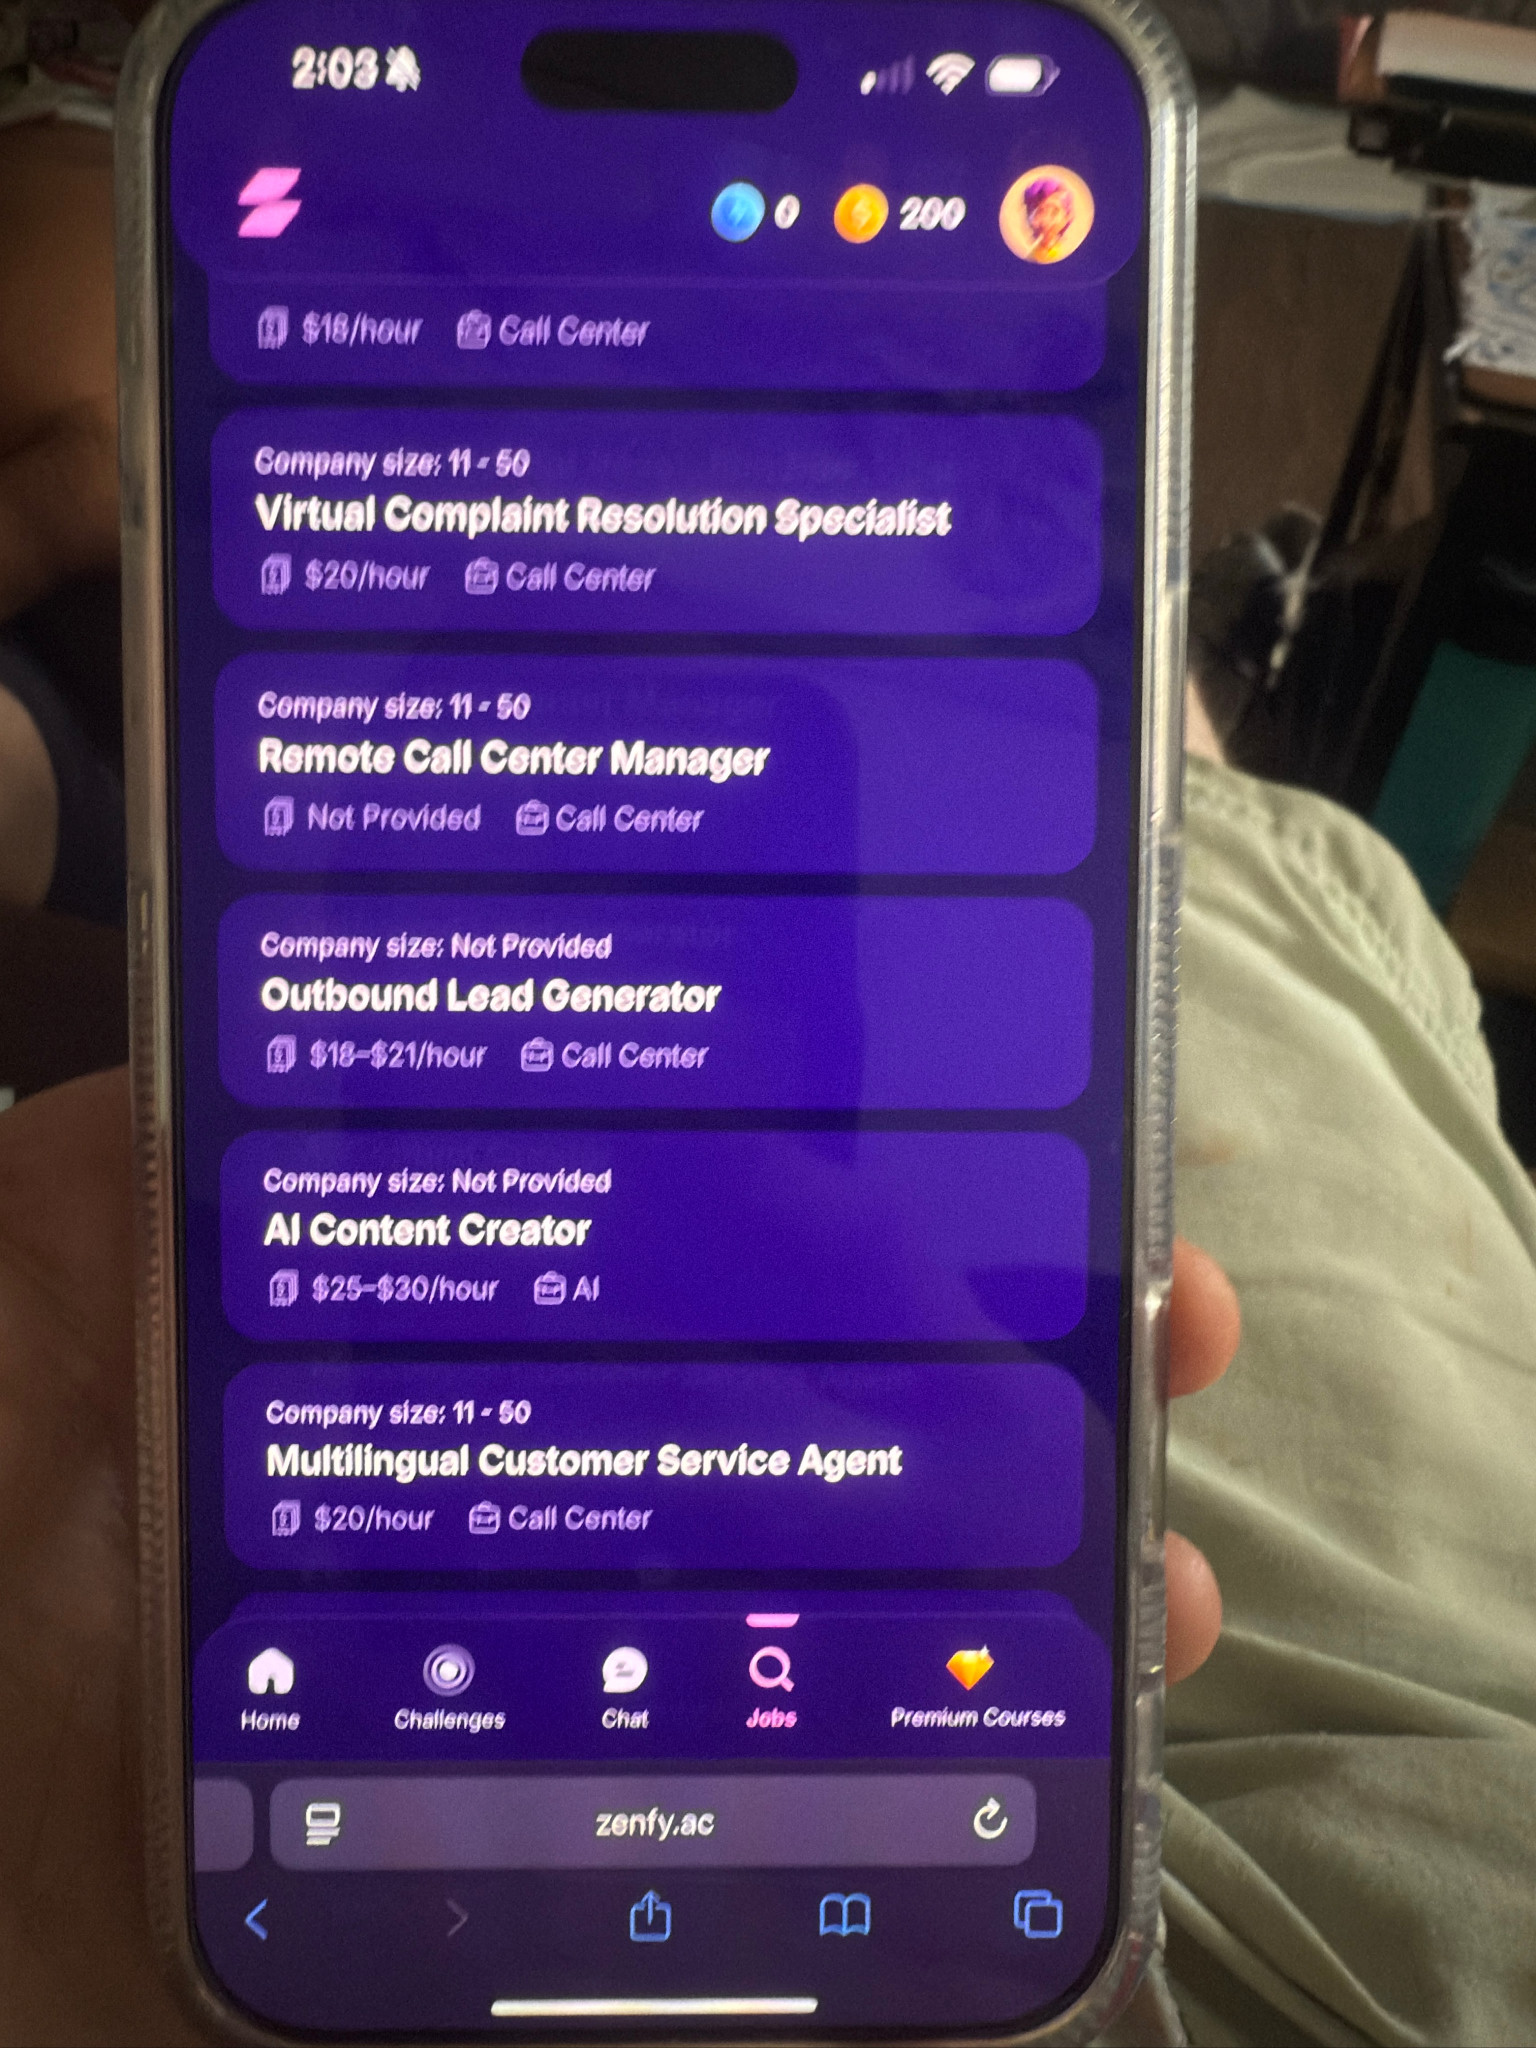 2:03
0 200
$18/hour Call Center
Company size: 11 - 50
Virtual Complaint Resolution Specialist
$20/hour Call Center
Company size: 11 - 50
Remote Call Center Manager
Not Provided Call Center
Company size: Not Provided
Outbound Lead Generator
$18-$21/hour Call Center
Company size: Not Provided
AI Content Creator
$25-$30/hour AI
Company size: 11 - 50
Multilingual Customer Service Agent
$20/hour Call Center
Home Challenges Chat Jobs Premium Courses
zenfy.ac